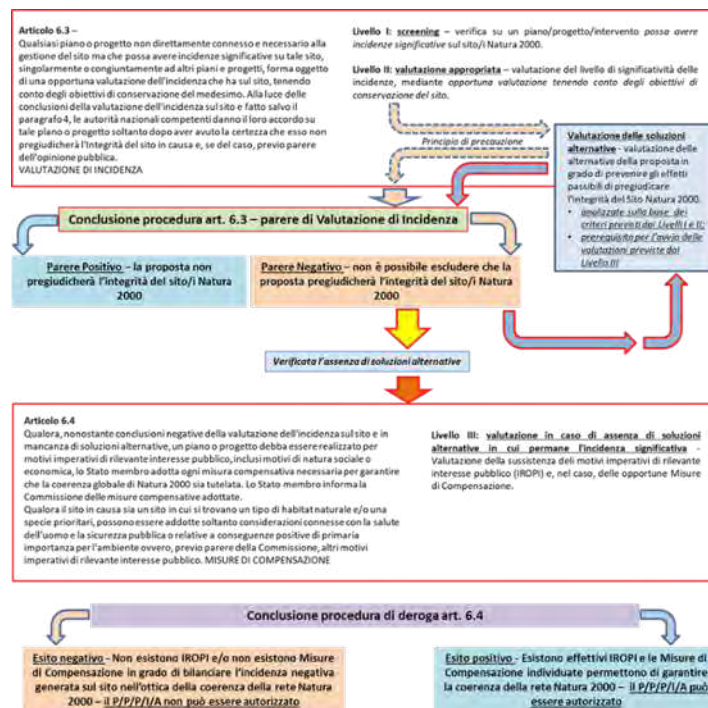 Articolo 6.3 –
Qualsiasi piano o progetto non direttamente connesso e necessario alla
gestione del sito ma che possa avere incidenze significative su tale sito,
singolarmente o congiuntamente ad altri piani e progetti, forma oggetto
di una opportuna valutazione dell'incidenza che ha sul sito, tenendo
conto degli obiettivi di conservazione del medesimo. Alla luce delle
conclusioni della valutazione dell'incidenza sul sito e fatto salvo il
paragrafo 4, le autorità nazionali competenti danno il loro accordo su
tale piano o progetto soltanto dopo aver avuto la certezza che esso non
pregiudicherà l'integrità del sito in causa e, se del caso, previo parere
dell'opinione pubblica.
VALUTAZIONE DI INCIDENZA
Livello I: screening – verifica su un piano/progetto/intervento possa avere
incidenze significative sul sito/i Natura 2000.
Livello II: valutazione appropriata – valutazione del livello di significatività delle
incidenze, mediante opportuna valutazione tenendo conto degli obiettivi di
conservazione del sito.
Principio di precauzione
Valutazione delle soluzioni
alternative - valutazione delle
alternative della proposta in
grado di prevenire gli effetti
passibili di pregiudicare
l'integrità del Sito Natura 2000.
• analizzate sulla base dei
criteri previsti dai Livelli I e II;
• prerequisito per l'avvio delle
valutazioni previste dal
Livello III
Conclusione procedura art. 6.3 – parere di Valutazione di Incidenza
Parere Positivo – la proposta non
pregiudicherà l'integrità del sito/i Natura
2000
Parere Negativo – non è possibile escludere che la
proposta pregiudicherà l'integrità del sito/i Natura
2000
Verificata l'assenza di soluzioni alternative
Articolo 6.4
Qualora, nonostante conclusioni negative della valutazione dell'incidenza sul sito e in
mancanza di soluzioni alternative, un piano o progetto debba essere realizzato per
motivi imperativi di rilevante interesse pubblico, inclusi motivi di natura sociale o
economica, lo Stato membro adotta ogni misura compensativa necessaria per garantire
che la coerenza globale di Natura 2000 sia tutelata. Lo Stato membro informa la
Commissione delle misure compensative adottate.
Qualora il sito in causa sia un sito in cui si trovano un tipo di habitat naturale e/o una
specie prioritari, possono essere addotte soltanto considerazioni connesse con la salute
dell'uomo e la sicurezza pubblica o relative a conseguenze positive di primaria
importanza per l'ambiente ovvero, previo parere della Commissione, altri motivi
imperativi di rilevante interesse pubblico. MISURE DI COMPENSAZIONE
Livello III: valutazione in caso di assenza di soluzioni
alternative in cui permane l'incidenza significativa -
Valutazione della sussistenza deli motivi imperativi di rilevante
interesse pubblico (IROPI) e, nel caso, delle opportune Misure
di Compensazione.
Conclusione procedura di deroga art. 6.4
Esito negativo - Non esistono IROPI e/o non esistono Misure
di Compensazione in grado di bilanciare l'incidenza negativa
generata sul sito nell'ottica della coerenza della rete Natura
2000 – il P/P/P/I/A non può essere autorizzato
Esito positivo - Esistono effettivi IROPI e le Misure di
Compensazione individuate permettono di garantire
la coerenza della rete Natura 2000 – il P/P/P/I/A può
essere autorizzato